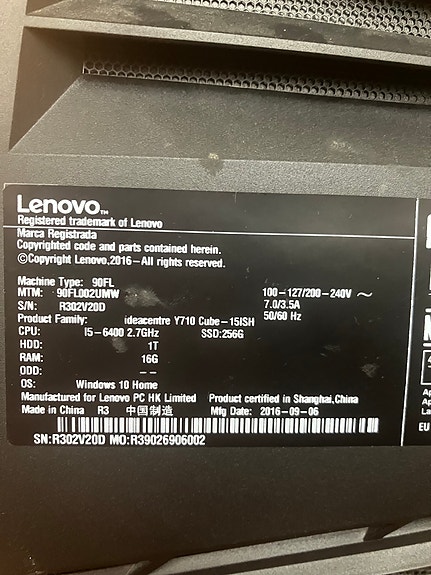 Lenovo™
Registered trademark of Lenovo
Marca Registrada
Copyrighted code and parts contained herein.
©Copyright Lenovo,2016–All rights reserved.
Machine Type: 90FL
MTM: 90FL002UMW 100-127/200-240V ～
S/N: R302V20D 7.0/3.5A
Product Family: ideacentre Y710 Cube-15ISH 50/60 Hz
CPU: I5-6400 2.7GHz SSD:256G
HDD: 1T
RAM: 16G
ODD: --
OS: Windows 10 Home
Manufactured for Lenovo PC HK Limited Product certified in Shanghai,China
Made in China R3 中国制造 Mfg Date: 2016-09-06
SN:R302V20D MO:R39026906002
EU